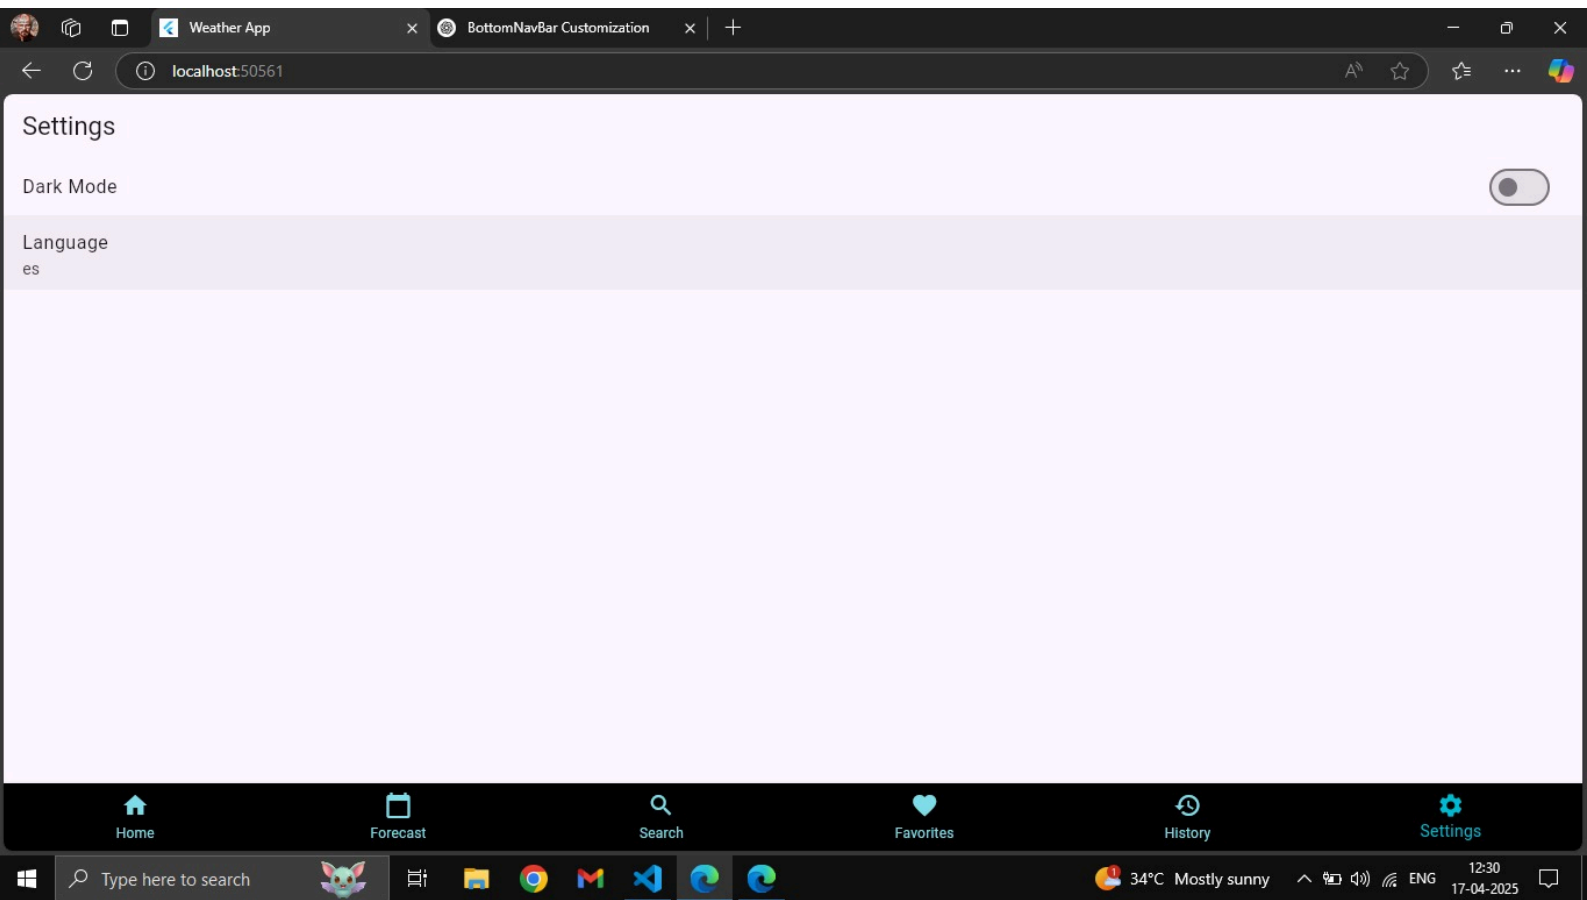 Weather App
BottomNavBar Customization
localhost:50561
Settings
Dark Mode
Language
es
Home
Forecast
Search
Favorites
History
Settings
Type here to search
1
34°C Mostly sunny
ENG
12:30
17-04-2025